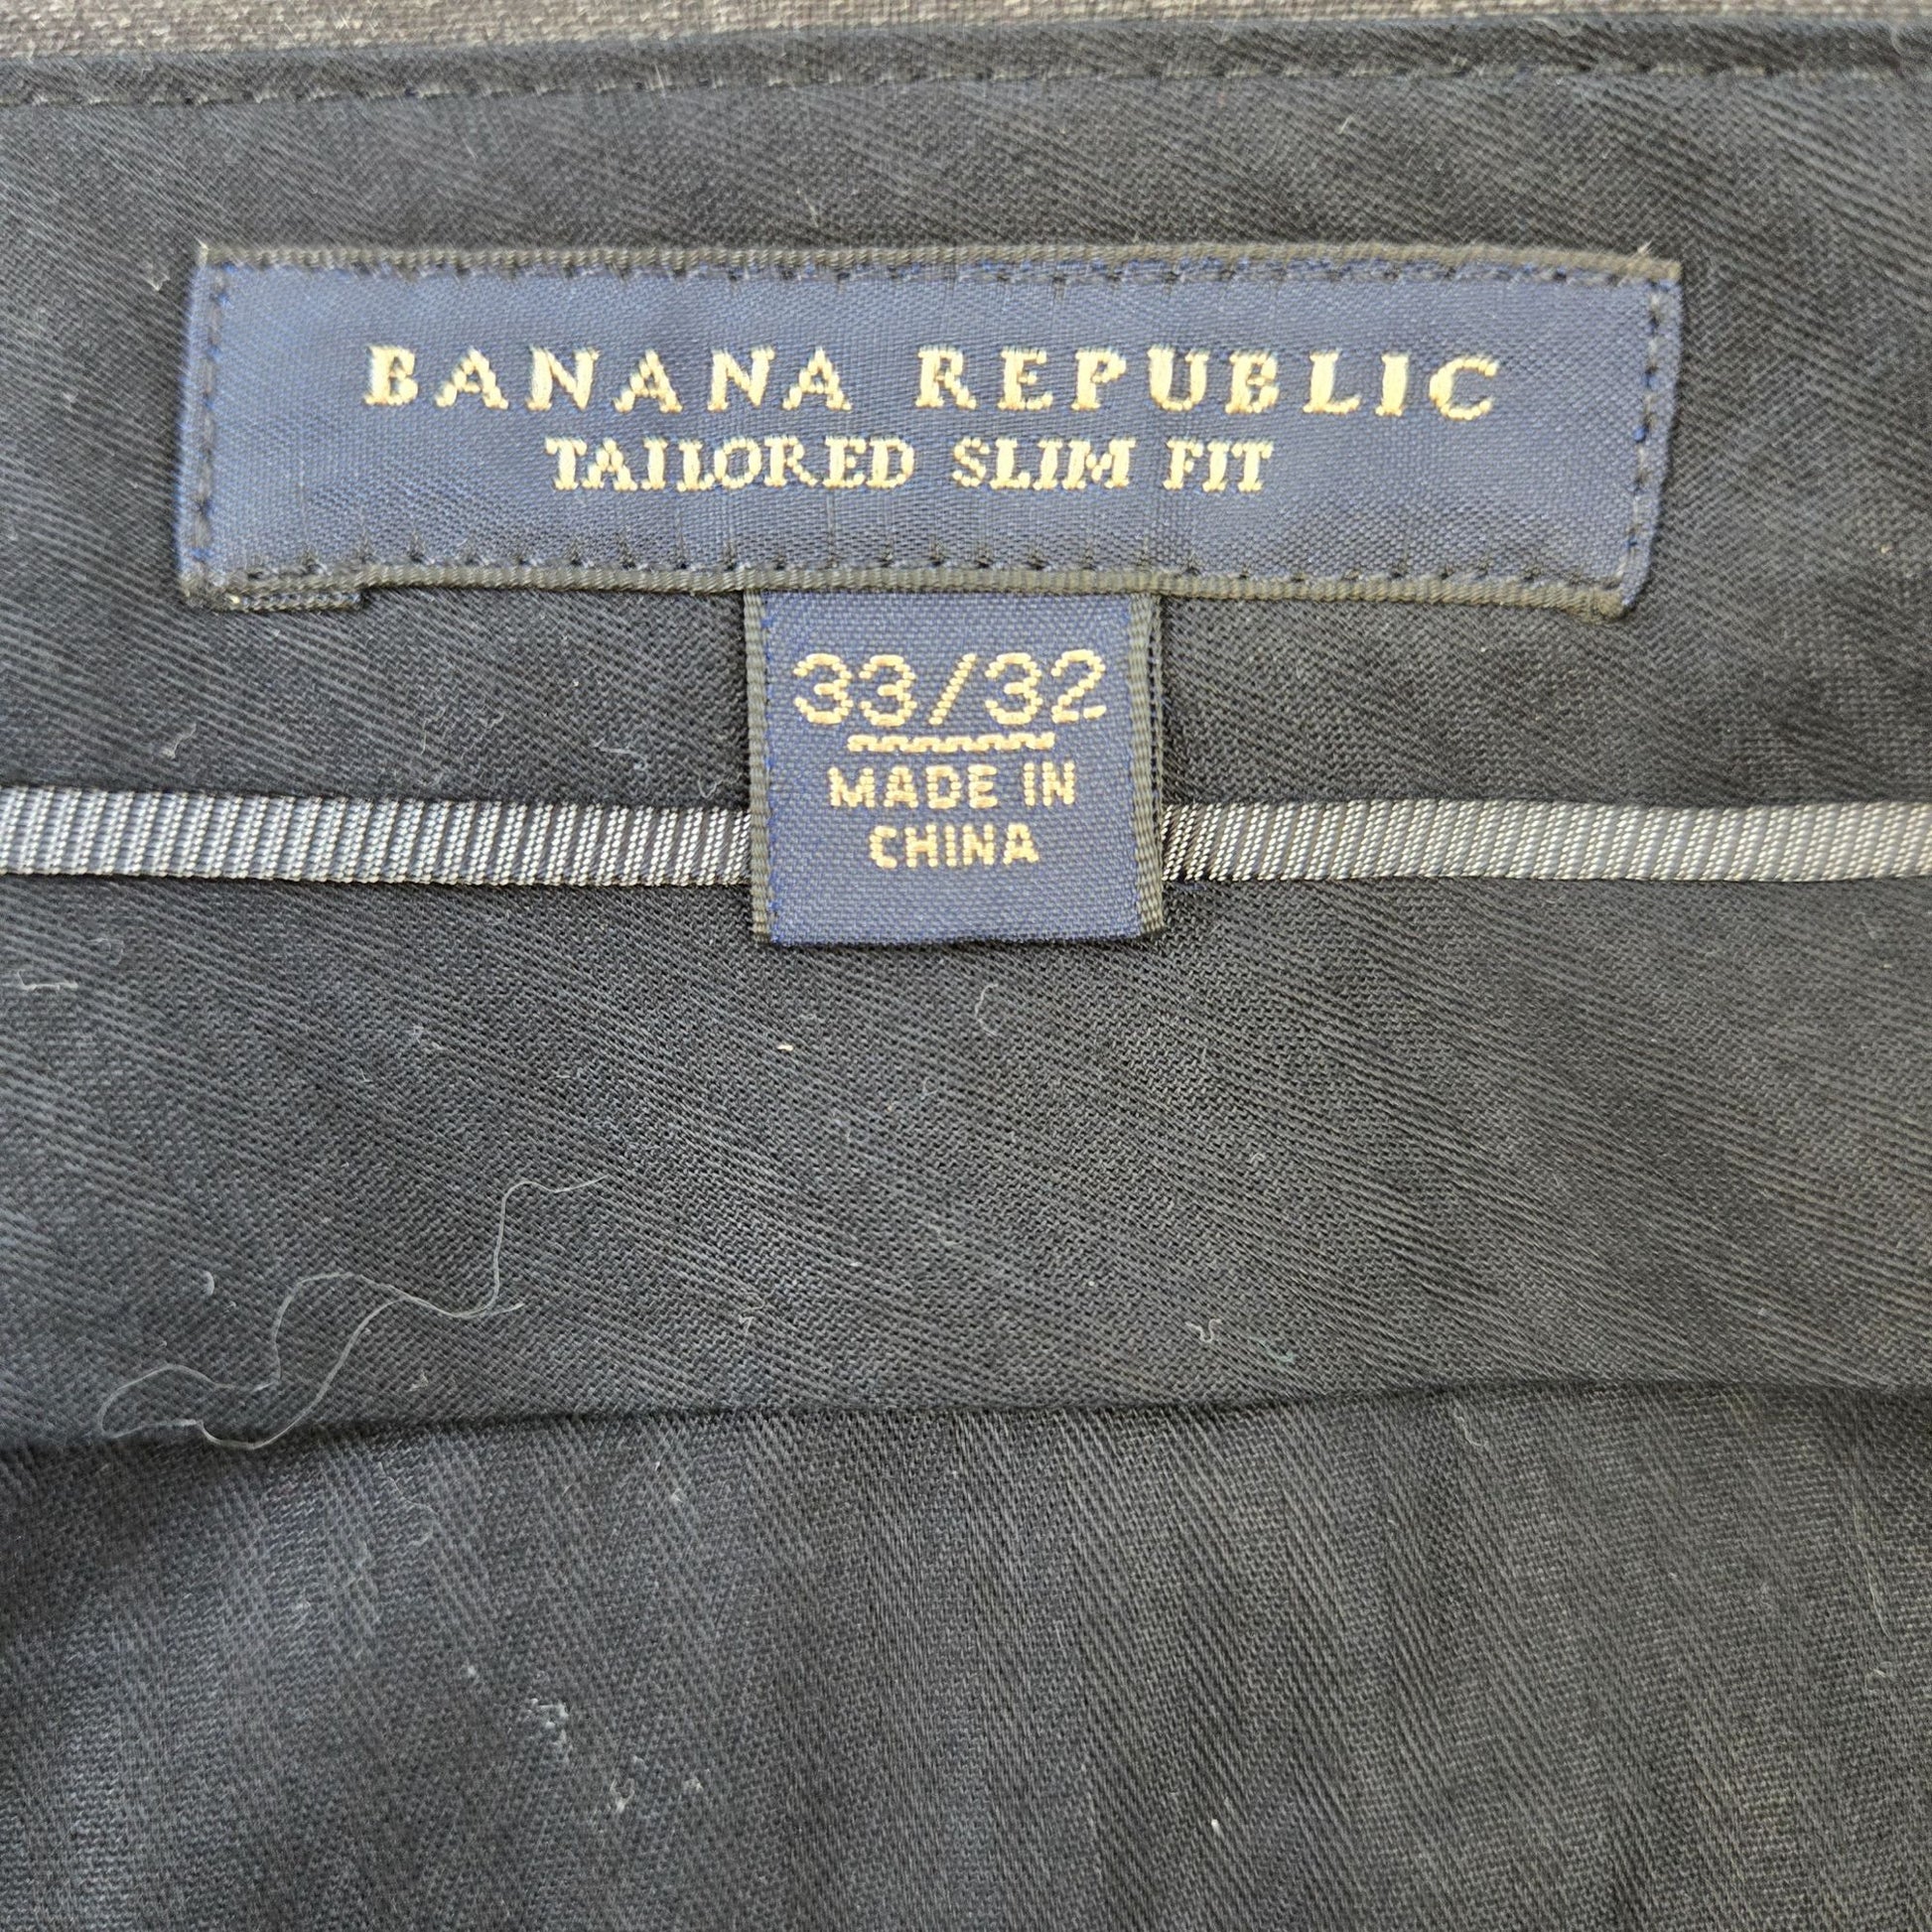 BANANA REPUBLIC
TAILORED SLIM FIT
33/32
MADE IN
CHINA